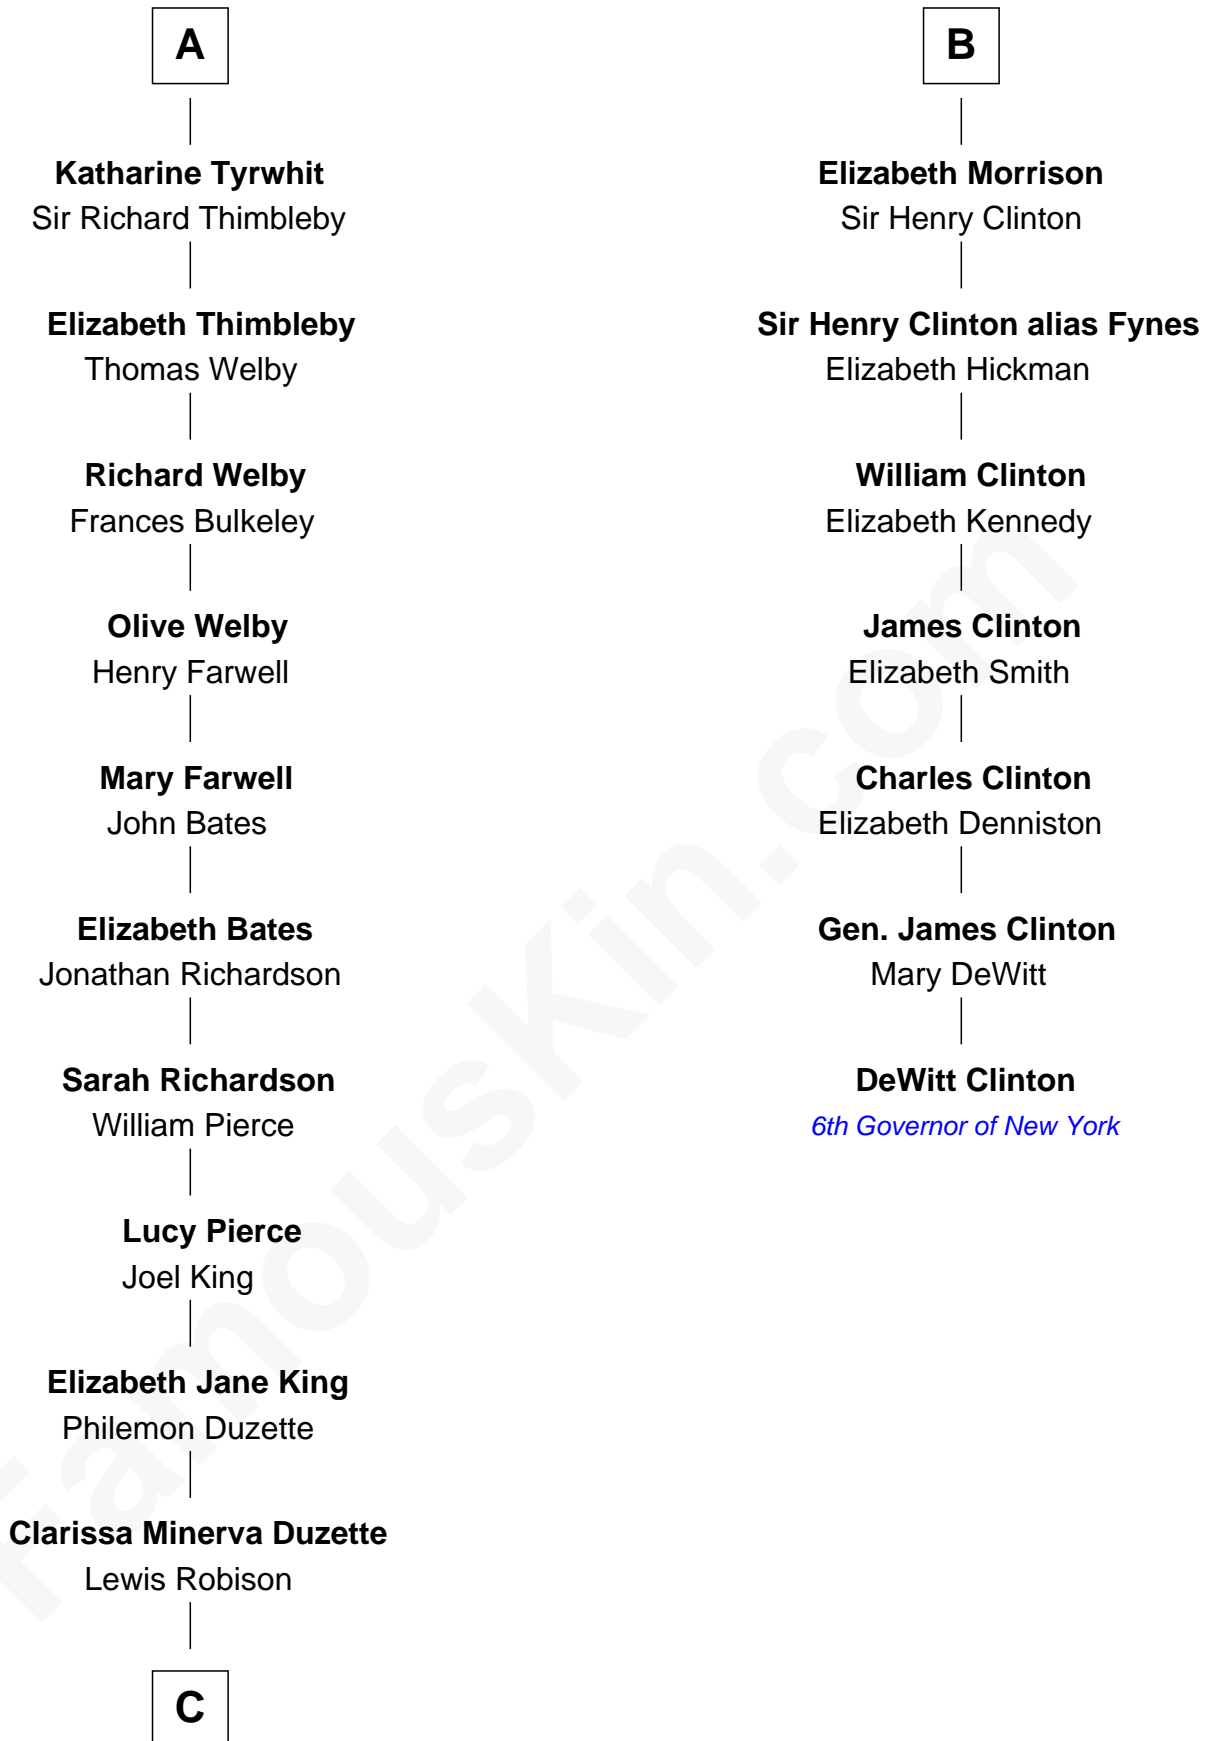 A
Katharine Tyrwhit
Sir Richard Thimbleby
Elizabeth Thimbleby
Thomas Welby
Richard Welby
Frances Bulkeley
Olive Welby
Henry Farwell
Mary Farwell
John Bates
Elizabeth Bates
Jonathan Richardson
Sarah Richardson
William Pierce
Lucy Pierce
Joel King
Elizabeth Jane King
Philemon Duzette
Clarissa Minerva Duzette
Lewis Robison
C
B
Elizabeth Morrison
Sir Henry Clinton
Sir Henry Clinton alias Fynes
Elizabeth Hickman
William Clinton
Elizabeth Kennedy
James Clinton
Elizabeth Smith
Charles Clinton
Elizabeth Denniston
Gen. James Clinton
Mary DeWitt
DeWitt Clinton
6th Governor of New York
FamousKin.com